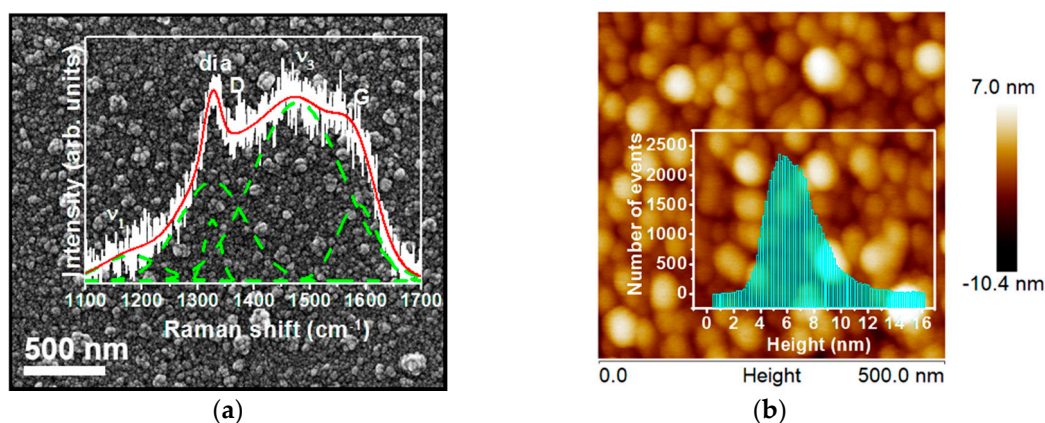 Intensity (arb. units)
dia
D
ν3
G
ν1
1100 1200 1300 1400 1500 1600 1700
Raman shift (cm-1)
500 nm
(a)
Number of events
2500
2000
1500
1000
500
0
0 2 4 6 8 10 12 14 16
Height (nm)
7.0 nm
-10.4 nm
0.0 Height 500.0 nm
(b)